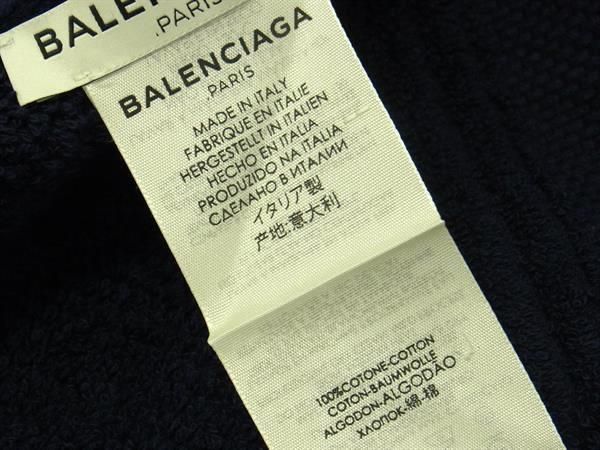 BALEN
.PARIS
BALENCIAGA
.PARIS
MADE IN ITALY
FABRIQUE EN ITALIE
HERGESTELLT IN ITALIEN
HECHO EN ITALIA
PRODUZIDO NA ITALIA
СДЕЛАНО В ИТАЛИИ
イタリア製
产地:意大利
100%COTONE-COTTON
COTON-BAUMWOLLE
ALGODON-ALGODÃO
ХЛОПОК-綿-棉